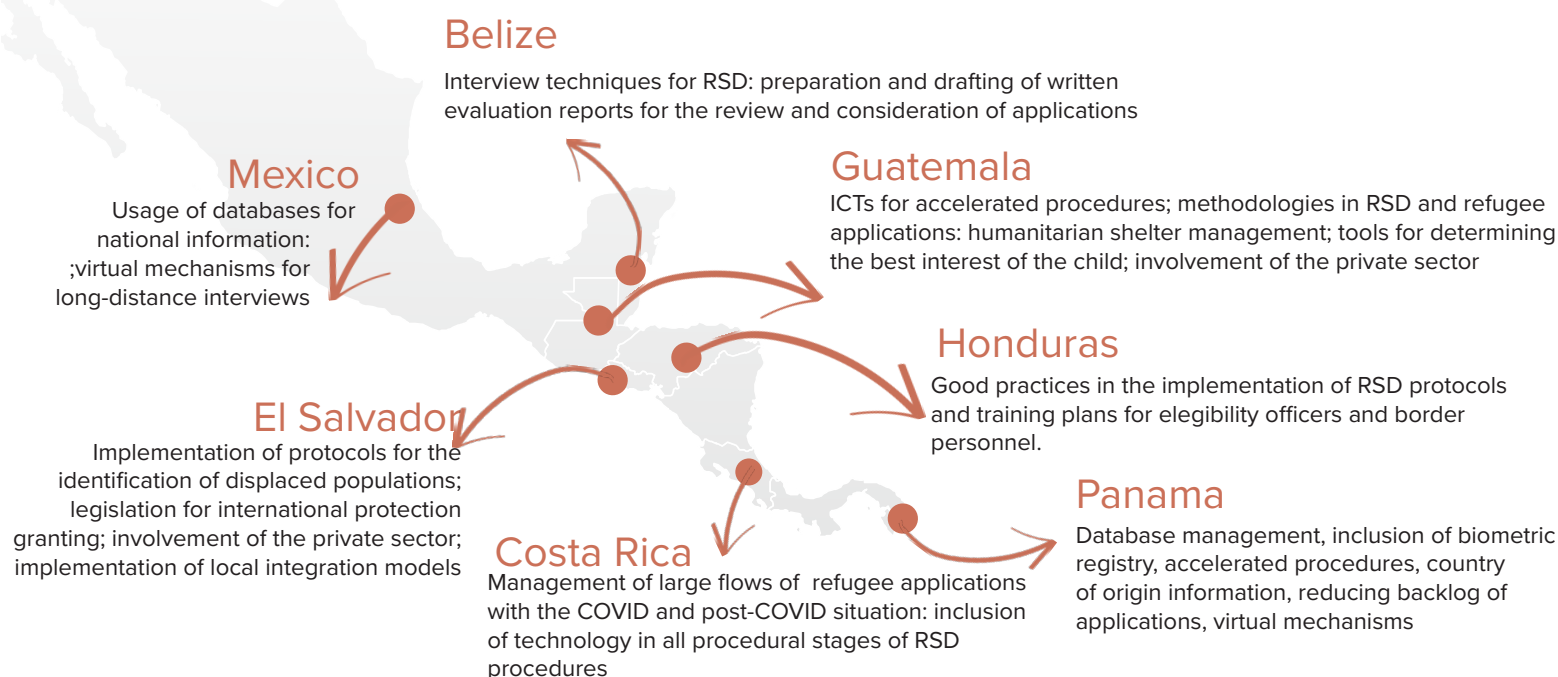 Belize
Interview techniques for RSD: preparation and drafting of written
evaluation reports for the review and consideration of applications
Mexico
Usage of databases for
national information:
;virtual mechanisms for
long-distance interviews
Guatemala
ICTs for accelerated procedures; methodologies in RSD and refugee
applications: humanitarian shelter management; tools for determining
the best interest of the child; involvement of the private sector
Honduras
Good practices in the implementation of RSD protocols
and training plans for elegibility officers and border
personnel.
El Salvador
Implementation of protocols for the
identification of displaced populations;
legislation for international protection
granting; involvement of the private sector;
implementation of local integration models
Costa Rica
Management of large flows of refugee applications
with the COVID and post-COVID situation: inclusion
of technology in all procedural stages of RSD
procedures
Panama
Database management, inclusion of biometric
registry, accelerated procedures, country
of origin information, reducing backlog of
applications, virtual mechanisms